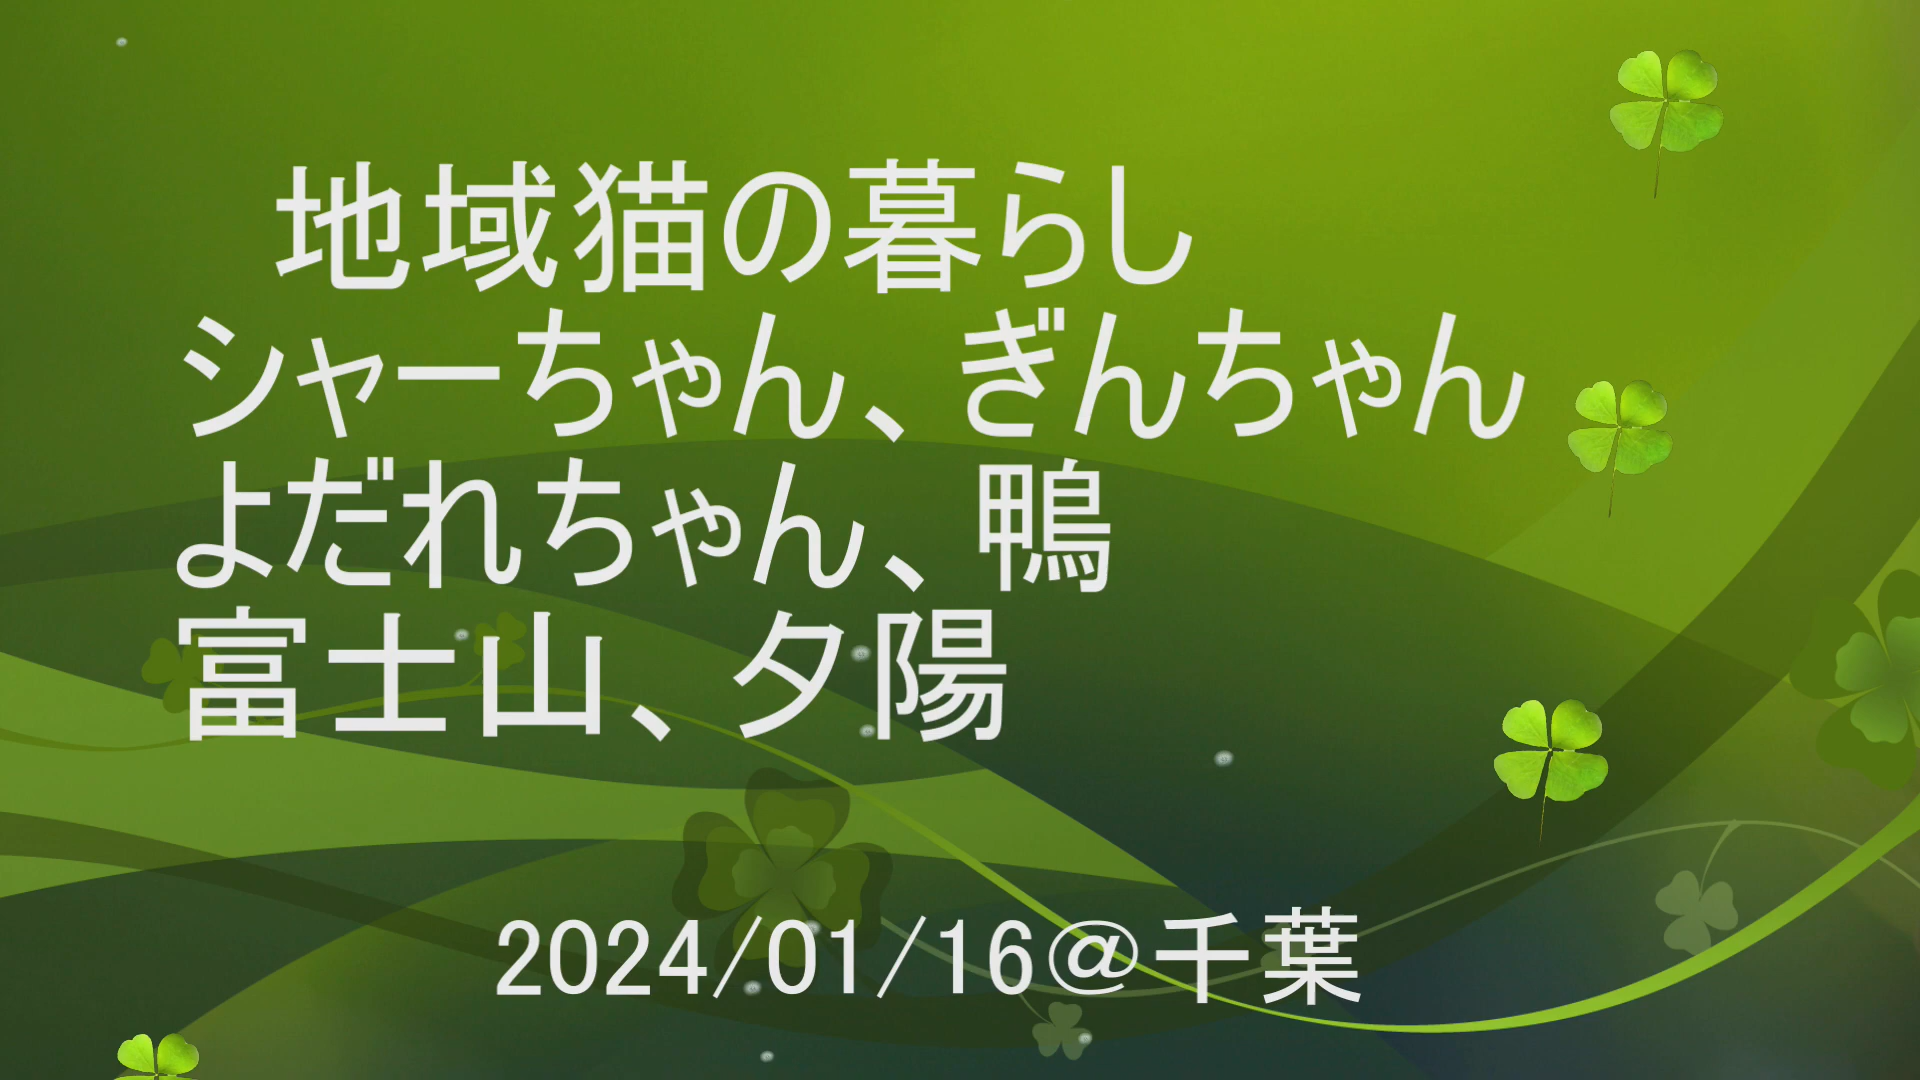 地域猫の暮らし
シャーちゃん、ぎんちゃん
よだれちゃん、鴨
富士山、夕陽
2024/01/16@千葉